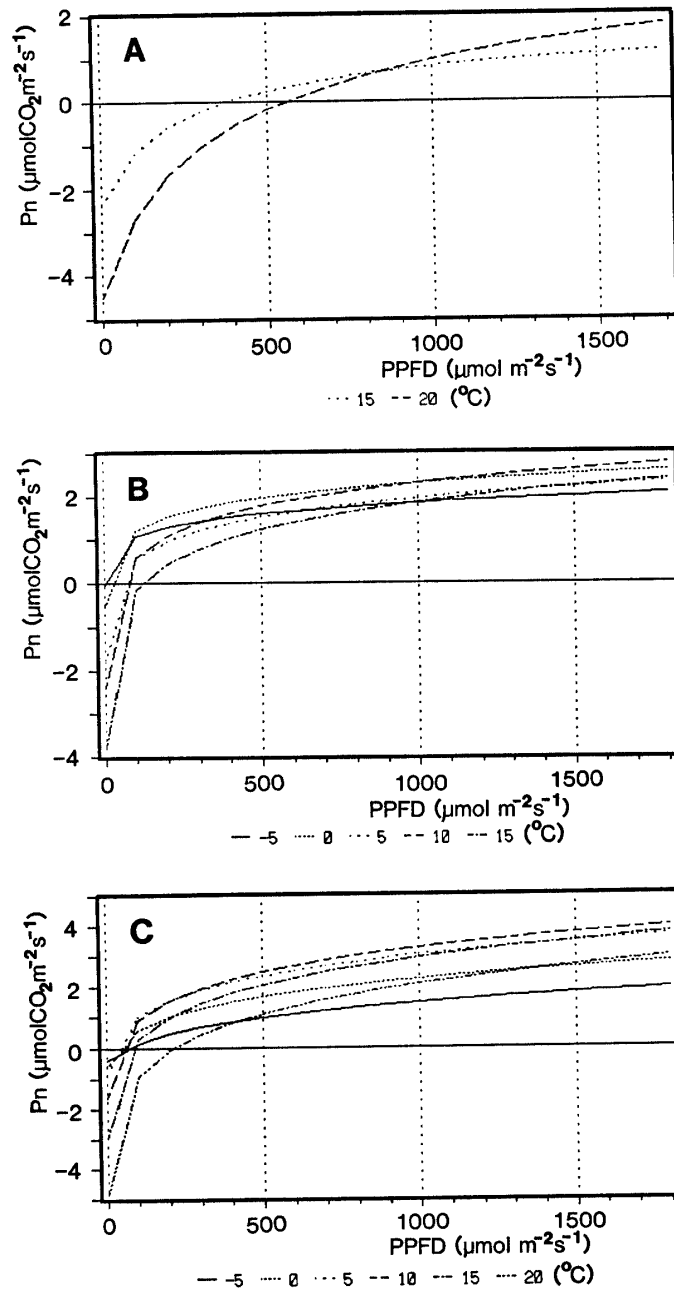 A
2
0
−2
−4
Pn (μmolCO₂m⁻²s⁻¹)
0 500 1000 1500
PPFD (μmol m⁻²s⁻¹)
15 20 (°C)
B
2
0
−2
−4
Pn (μmolCO₂m⁻²s⁻¹)
0 500 1000 1500
PPFD (μmol m⁻²s⁻¹)
-5 0 5 10 15 (°C)
C
4
2
0
−2
−4
Pn (μmolCO₂m⁻²s⁻¹)
0 500 1000 1500
PPFD (μmol m⁻²s⁻¹)
-5 0 5 10 15 20 (°C)